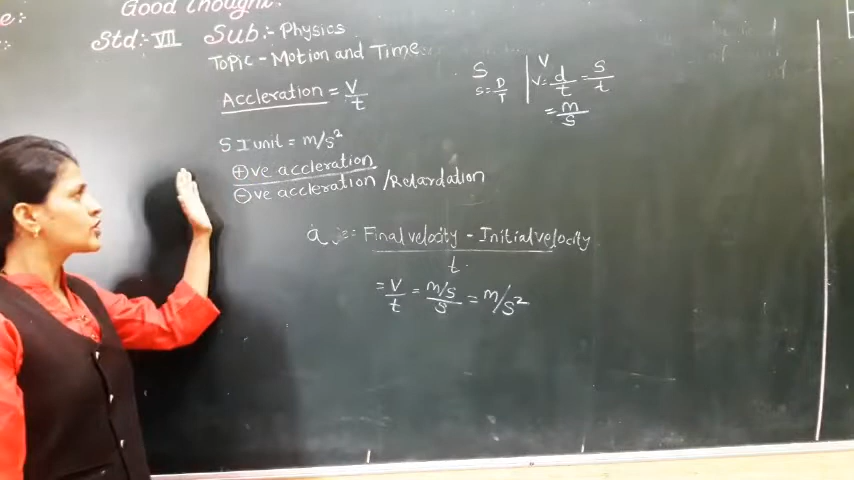 Good thought:
e:
Std:- VII Sub:- Physics
Topic - Motion and Time
Accleration = V/t
S I unit = m/s²
⊕ve accleration
⊖ve accleration /Retardation
S
s = D/T
V
v = d/t = s/t
= m/s
a = Final velocity - Initial velocity / t
= V/t = m/s / s = m/s²